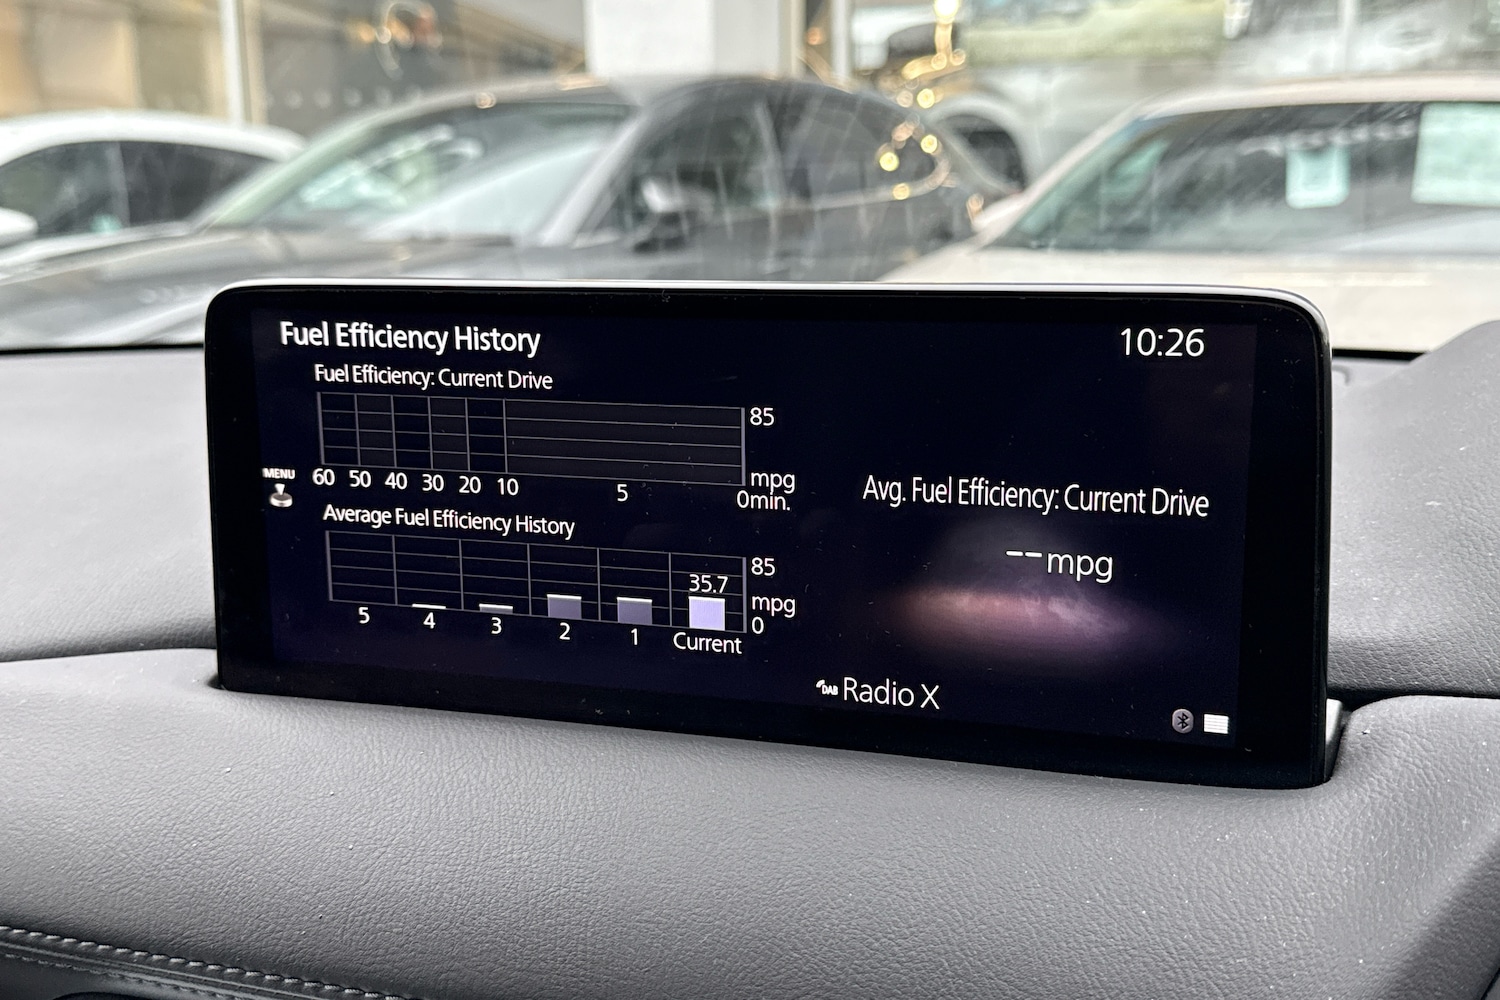 Fuel Efficiency History
10:26
Fuel Efficiency: Current Drive
85
mpg
60 50 40 30 20 10 5 0min.
MENU
Average Fuel Efficiency History
85
35.7
mpg
0
5 4 3 2 1 Current
Avg. Fuel Efficiency: Current Drive
--mpg
DAB Radio X